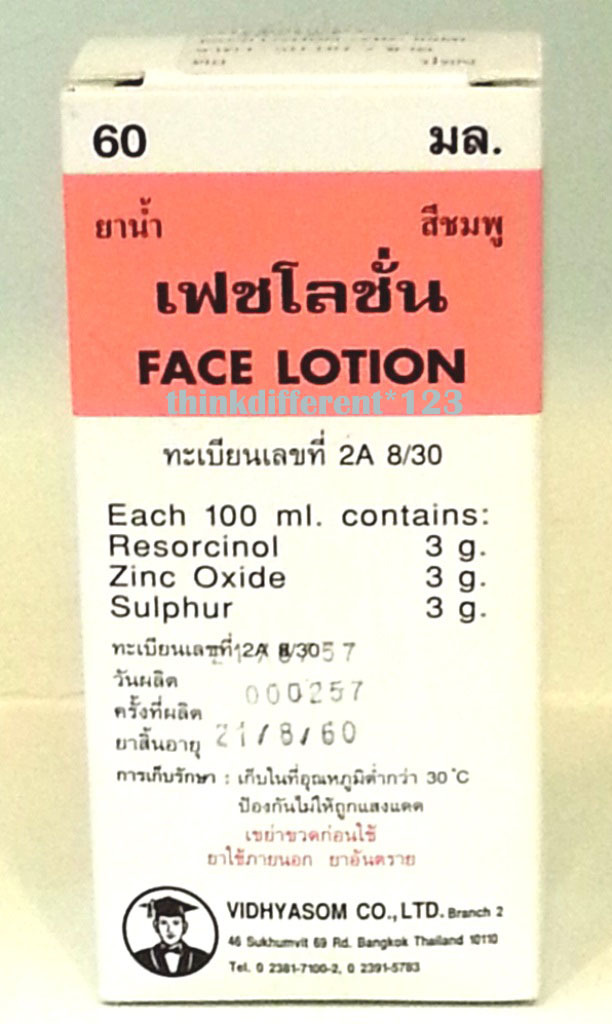 60 มล.
ยาน้ำ สีชมพู
เฟซโลชั่น
FACE LOTION
thinkdifferent*123
ทะเบียนเลขที่ 2A 8/30
Each 100 ml. contains:
Resorcinol 3 g.
Zinc Oxide 3 g.
Sulphur 3 g.
ทะเบียนเลขที่ 2A 8/30
วันผลิต
ครั้งที่ผลิต 000257
ยาสิ้นอายุ 21/8/60
การเก็บรักษา : เก็บในที่อุณหภูมิต่ำกว่า 30 °C
ป้องกันไม่ให้ถูกแสงแดด
เขย่าขวดก่อนใช้
ยาใช้ภายนอก ยาอันตราย
VIDHYASOM CO.,LTD. Branch 2
46 Sukhumvit 69 Rd. Bangkok Thailand 10110
Tel. 0 2381-7100-2, 0 2391-5783